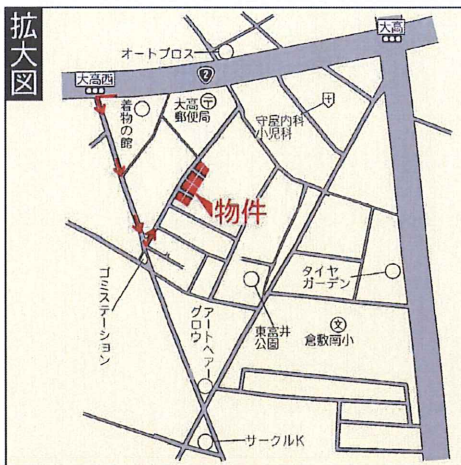 拡大図
オートプロス
大高
大高西
2
着物の館
大高
郵便局
守屋内科
小児科
物件
ゴミステーション
アートヘアー
グロウ
東富井
公園
タイヤ
ガーデン
文
倉敷南小
サークルK